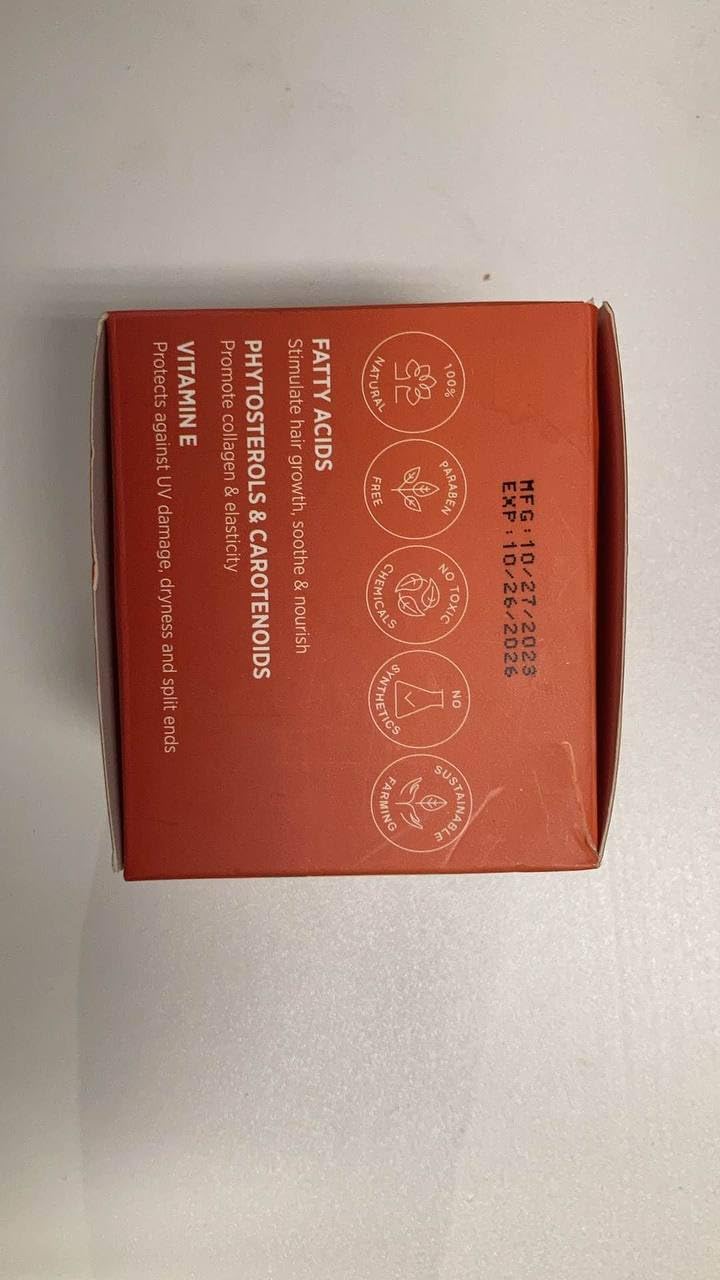 MFG:10/27/2023
EXP:10/26/2026
100%
NATURAL
PARABEN
FREE
NO TOXIC
CHEMICALS
NO
SYNTHETICS
SUSTAINABLE
FARMING
FATTY ACIDS
Stimulate hair growth, soothe & nourish
PHYTOSTEROLS & CAROTENOIDS
Promote collagen & elasticity
VITAMIN E
Protects against UV damage, dryness and split ends